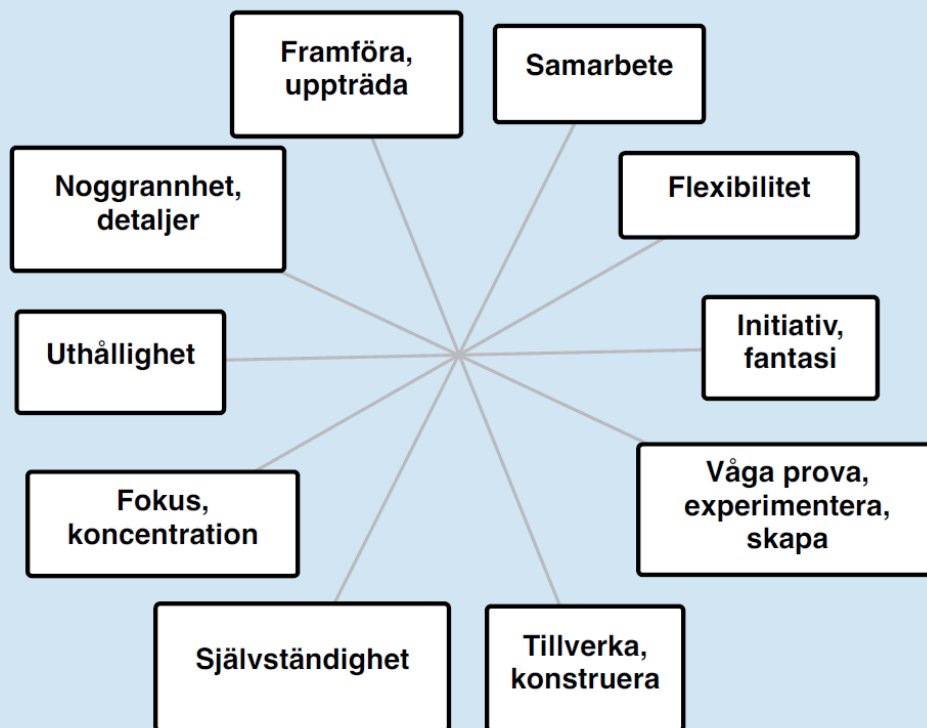 Framföra,
uppträda
Samarbete
Noggrannhet,
detaljer
Flexibilitet
Uthållighet
Initiativ,
fantasi
Fokus,
koncentration
Våga prova,
experimentera,
skapa
Självständighet
Tillverka,
konstruera